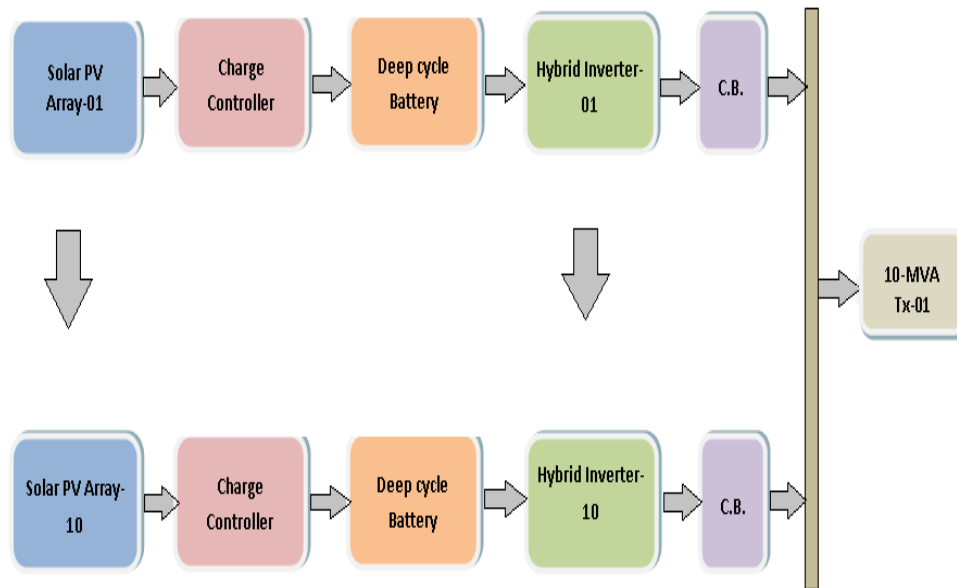 Solar PV
Array-01
Charge
Controller
Deep cycle
Battery
Hybrid Inverter-
01
C.B.
10-MVA
Tx-01
Solar PV Array-
10
Charge
Controller
Deep cycle
Battery
Hybrid Inverter-
10
C.B.